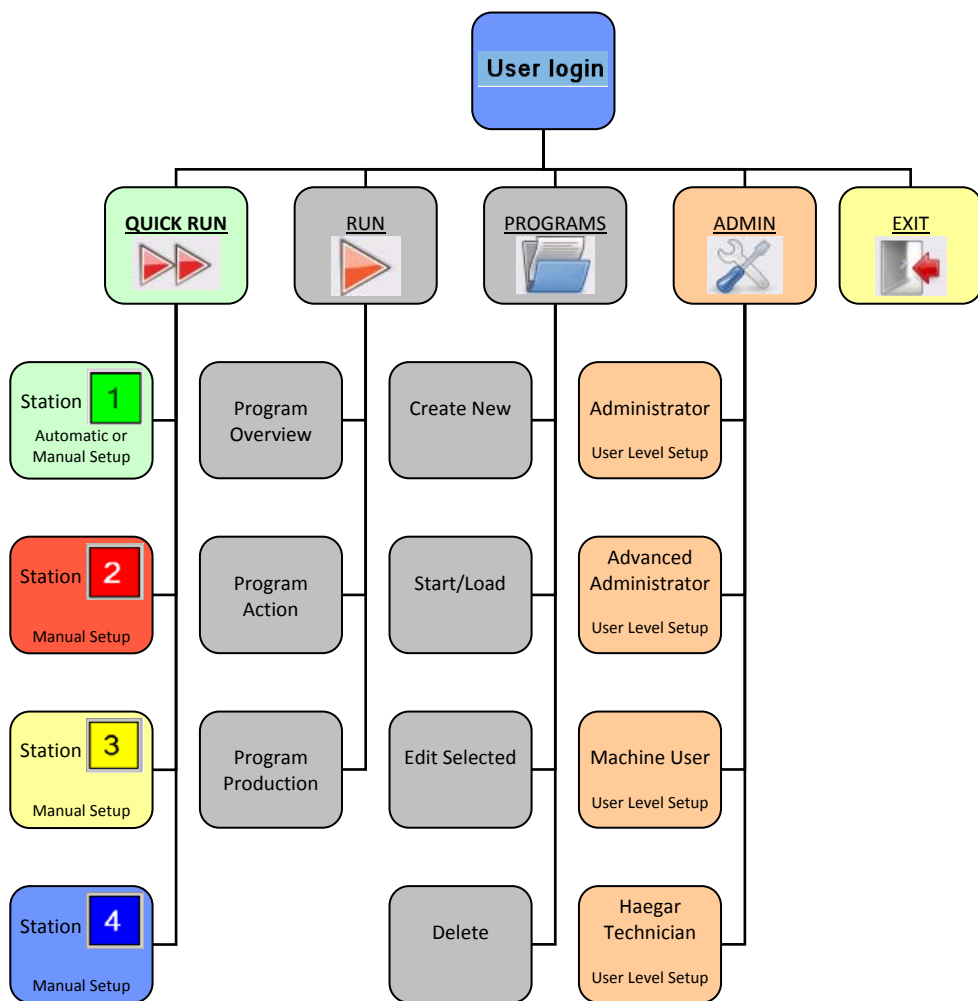 User login
QUICK RUN
RUN
PROGRAMS
ADMIN
EXIT
Station 1
Automatic or
Manual Setup
Program
Overview
Create New
Administrator
User Level Setup
Station 2
Manual Setup
Program
Action
Start/Load
Advanced
Administrator
User Level Setup
Station 3
Manual Setup
Program
Production
Edit Selected
Machine User
User Level Setup
Station 4
Manual Setup
Delete
Haegar
Technician
User Level Setup